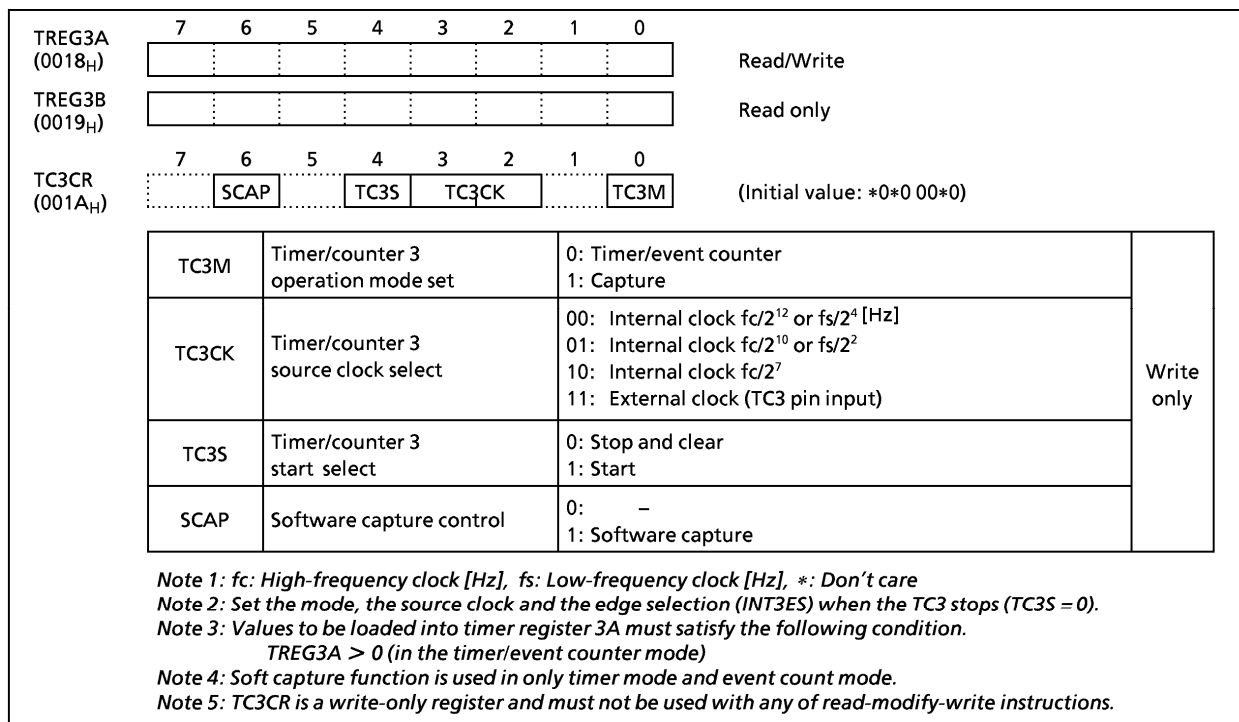 7 6 5 4 3 2 1 0
TREG3A
(0018H) Read/Write
TREG3B Read only
(0019H)
7 6 5 4 3 2 1 0
TC3CR SCAP TC3S TC3CK TC3M (Initial value: *0*0 00*0)
(001AH)
TC3M Timer/counter 3 0: Timer/event counter
operation mode set 1: Capture
00: Internal clock fc/2¹² or fs/2⁴ [Hz]
TC3CK Timer/counter 3 01: Internal clock fc/2¹⁰ or fs/2²
source clock select 10: Internal clock fc/2⁷ Write
11: External clock (TC3 pin input) only
TC3S Timer/counter 3 0: Stop and clear
start select 1: Start
SCAP Software capture control 0: –
1: Software capture
Note 1: fc: High-frequency clock [Hz], fs: Low-frequency clock [Hz], *: Don't care
Note 2: Set the mode, the source clock and the edge selection (INT3ES) when the TC3 stops (TC3S = 0).
Note 3: Values to be loaded into timer register 3A must satisfy the following condition.
TREG3A > 0 (in the timer/event counter mode)
Note 4: Soft capture function is used in only timer mode and event count mode.
Note 5: TC3CR is a write-only register and must not be used with any of read-modify-write instructions.